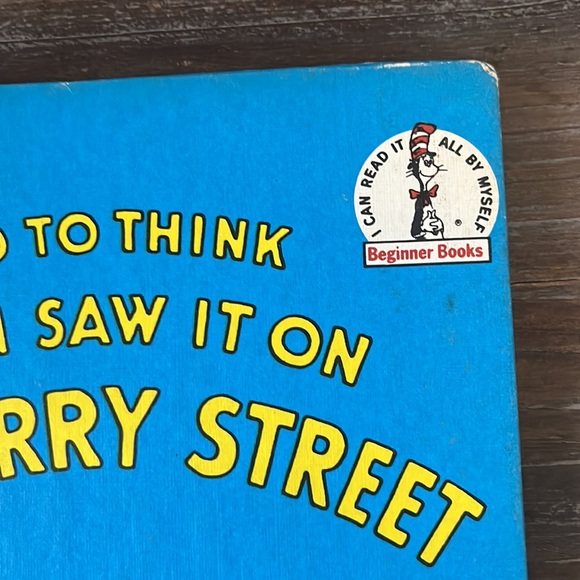 I CAN READ IT ALL BY MYSELF
®
Beginner Books
TO THINK
SAW IT ON
RRY STREET